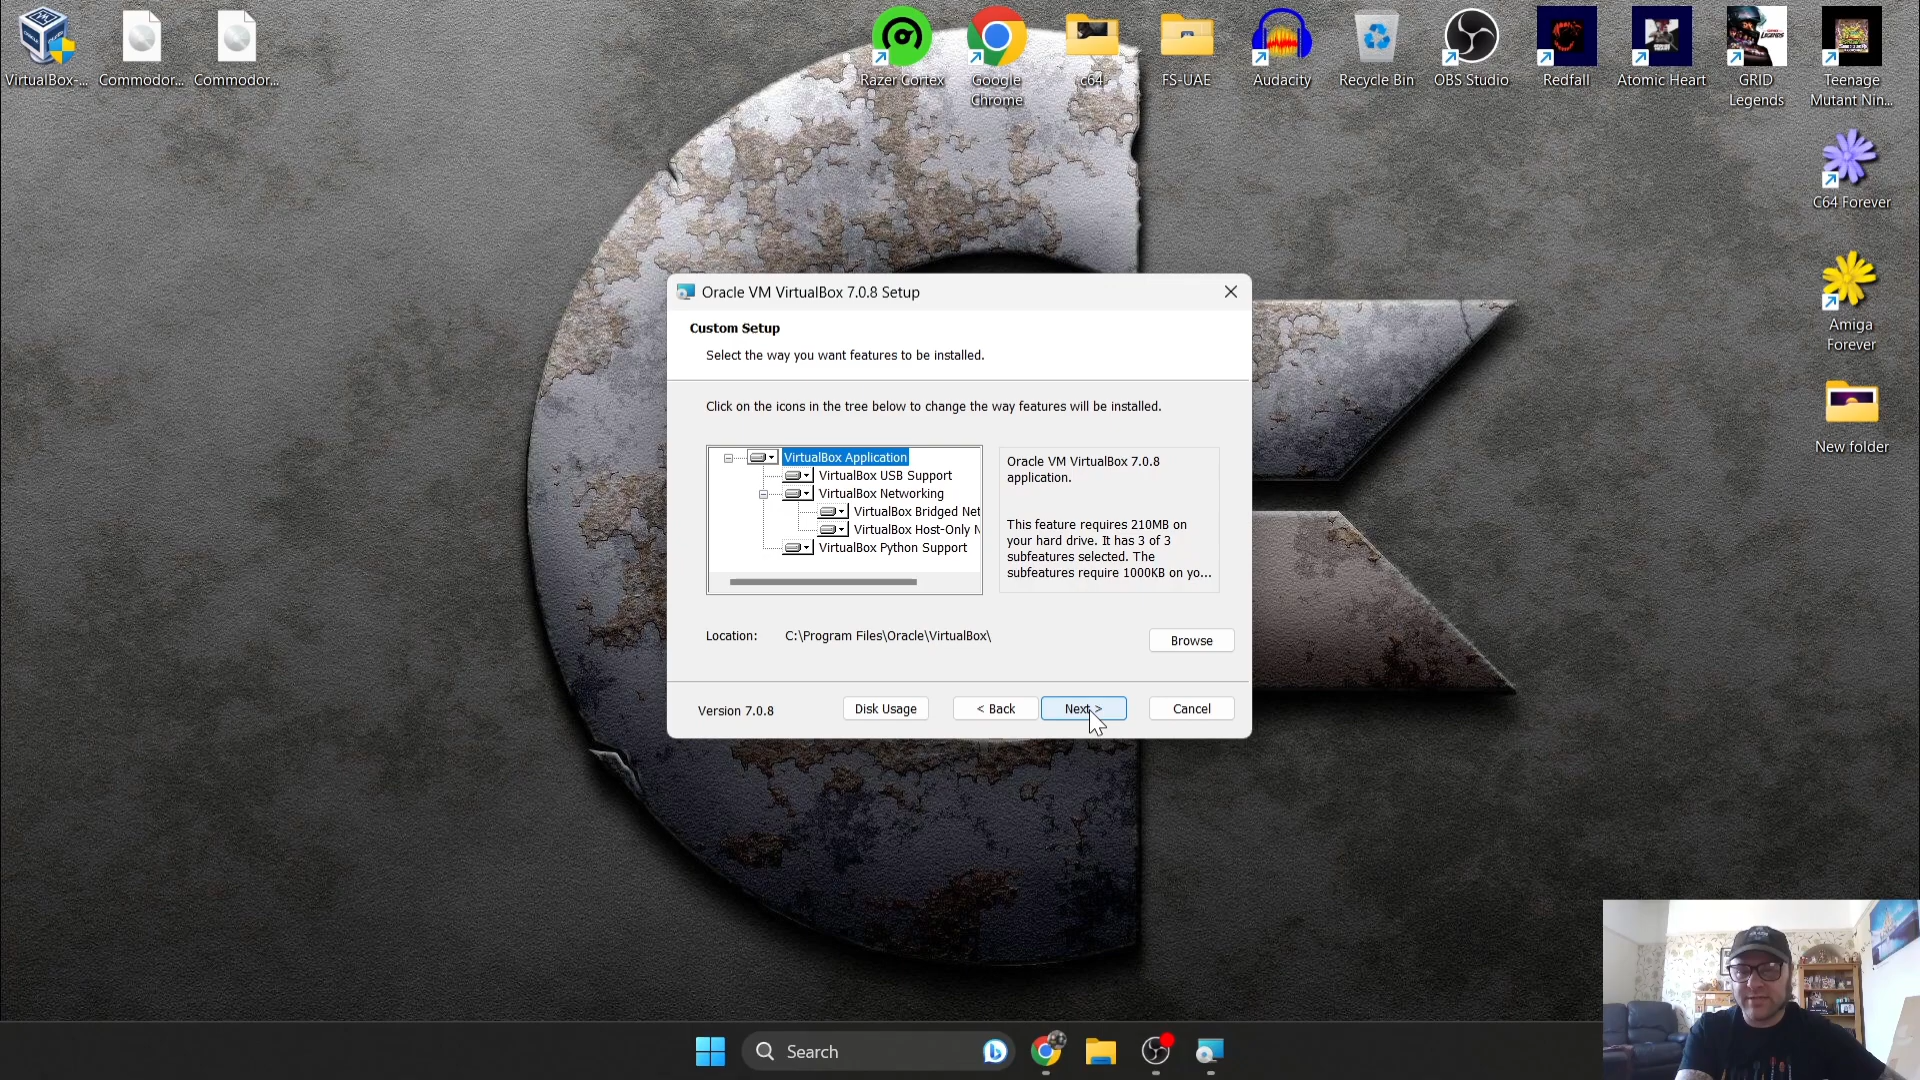 VirtualBox-...
Commodor...
Commodor...
Razer Cortex
Google
Chrome
c64
FS-UAE
Audacity
Recycle Bin
OBS Studio
Redfall
Atomic Heart
GRID
Legends
Teenage
Mutant Nin...
C64 Forever
Amiga
Forever
New folder
Oracle VM VirtualBox 7.0.8 Setup
Custom Setup
Select the way you want features to be installed.
Click on the icons in the tree below to change the way features will be installed.
VirtualBox Application
VirtualBox USB Support
VirtualBox Networking
VirtualBox Bridged Net
VirtualBox Host-Only N
VirtualBox Python Support
Oracle VM VirtualBox 7.0.8
application.
This feature requires 210MB on
your hard drive. It has 3 of 3
subfeatures selected. The
subfeatures require 1000KB on yo...
Location: C:\Program Files\Oracle\VirtualBox\
Browse
Version 7.0.8
Disk Usage
< Back
Next >
Cancel
Search